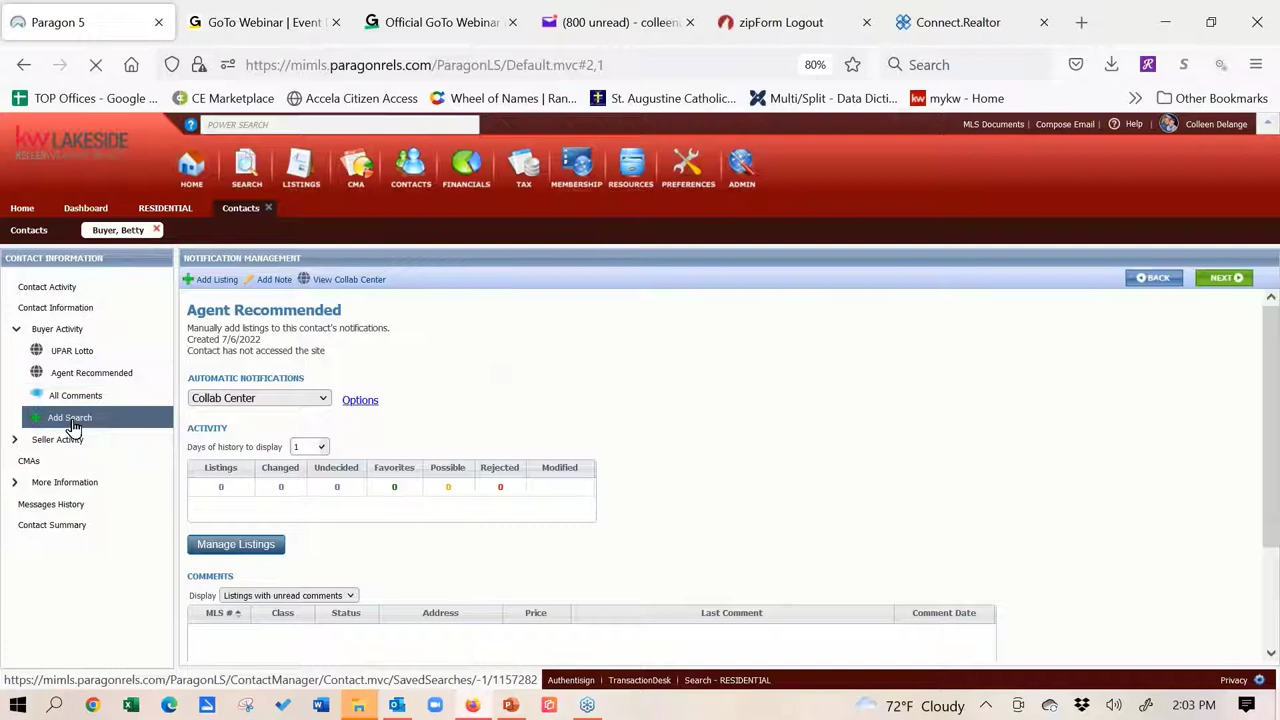 Paragon 5
GoTo Webinar | Event
Official GoTo Webinar
(800 unread) - colleen
zipForm Logout
Connect.Realtor
https://mimls.paragonrels.com/ParagonLS/Default.mvc#2,1
80%
Search
TOP Offices - Google ...
CE Marketplace
Accela Citizen Access
Wheel of Names | Ran...
St. Augustine Catholic...
Multi/Split - Data Dicti...
mykw - Home
Other Bookmarks
kw LAKESIDE
POWER SEARCH
MLS Documents
Compose Email
Help
Colleen Delange
HOME
SEARCH
LISTINGS
CMA
CONTACTS
FINANCIALS
TAX
MEMBERSHIP
RESOURCES
PREFERENCES
ADMIN
Home
Dashboard
RESIDENTIAL
Contacts
Contacts
Buyer, Betty
CONTACT INFORMATION
Contact Activity
Contact Information
Buyer Activity
UPAR Lotto
Agent Recommended
All Comments
Add Search
Seller Activity
CMAs
More Information
Messages History
Contact Summary
NOTIFICATION MANAGEMENT
Add Listing
Add Note
View Collab Center
BACK
NEXT
Agent Recommended
Manually add listings to this contact's notifications.
Created 7/6/2022
Contact has not accessed the site
AUTOMATIC NOTIFICATIONS
Collab Center
Options
ACTIVITY
Days of history to display 1
Listings Changed Undecided Favorites Possible Rejected Modified
0 0 0 0 0 0
Manage Listings
COMMENTS
Display Listings with unread comments
MLS # Class Status Address Price Last Comment Comment Date
https://mimls.paragonrels.com/ParagonLS/ContactManager/Contact.mvc/SavedSearches/-1/1157282
Authentisign
TransactionDesk
Search - RESIDENTIAL
Privacy
72°F Cloudy
2:03 PM